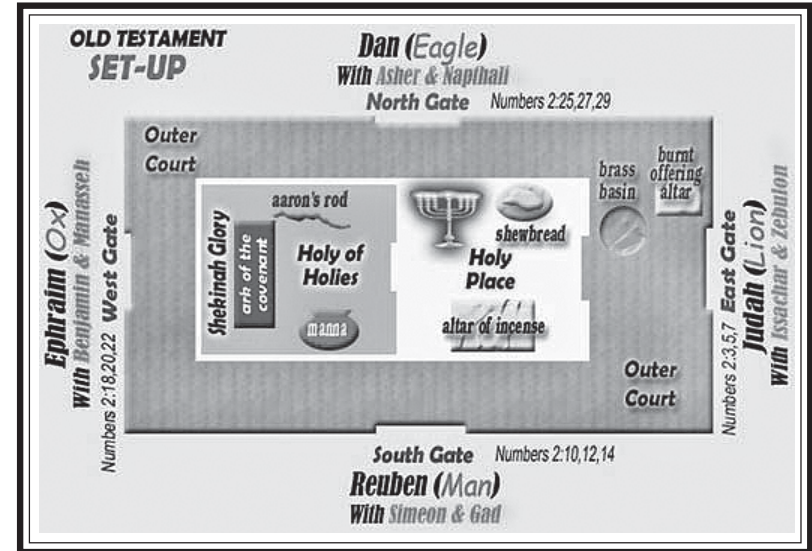 OLD TESTAMENT
SET-UP
Dan (Eagle)
With Asher & Napthali
North Gate Numbers 2:25,27,29
Outer
Court
Ephraim (Ox)
With Benjamin & Manasseh
Numbers 2:18,20,22 West Gate
Shekinah Glory
ark of the
covenant
aaron's rod
Holy of
Holies
manna
shewbread
Holy
Place
altar of incense
brass
basin
burnt
offering
altar
Numbers 2:3,5,7 East Gate
Judah (Lion)
With Issachar & Zebulon
Outer
Court
South Gate Numbers 2:10,12,14
Reuben (Man)
With Simeon & Gad